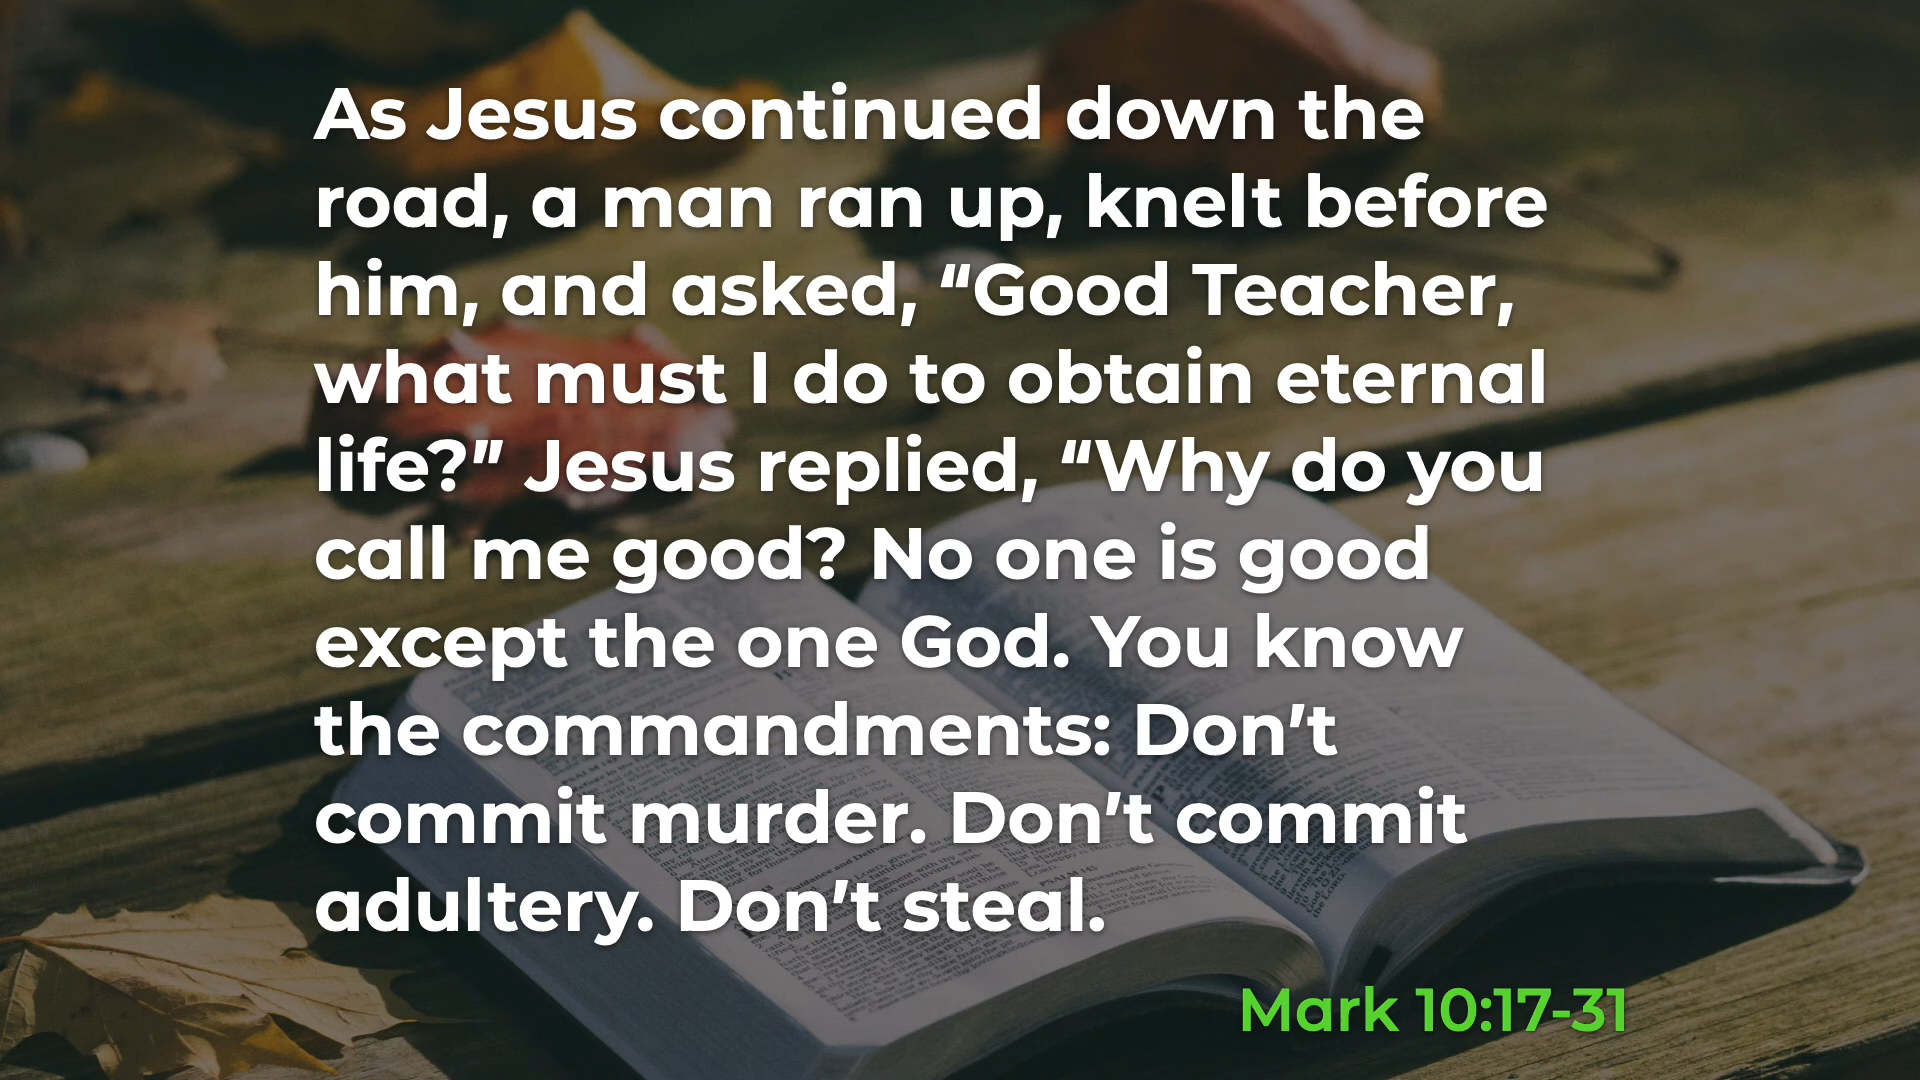 As Jesus continued down the
road, a man ran up, knelt before
him, and asked, “Good Teacher,
what must I do to obtain eternal
life?” Jesus replied, “Why do you
call me good? No one is good
except the one God. You know
the commandments: Don’t
commit murder. Don’t commit
adultery. Don’t steal.
Mark 10:17-31